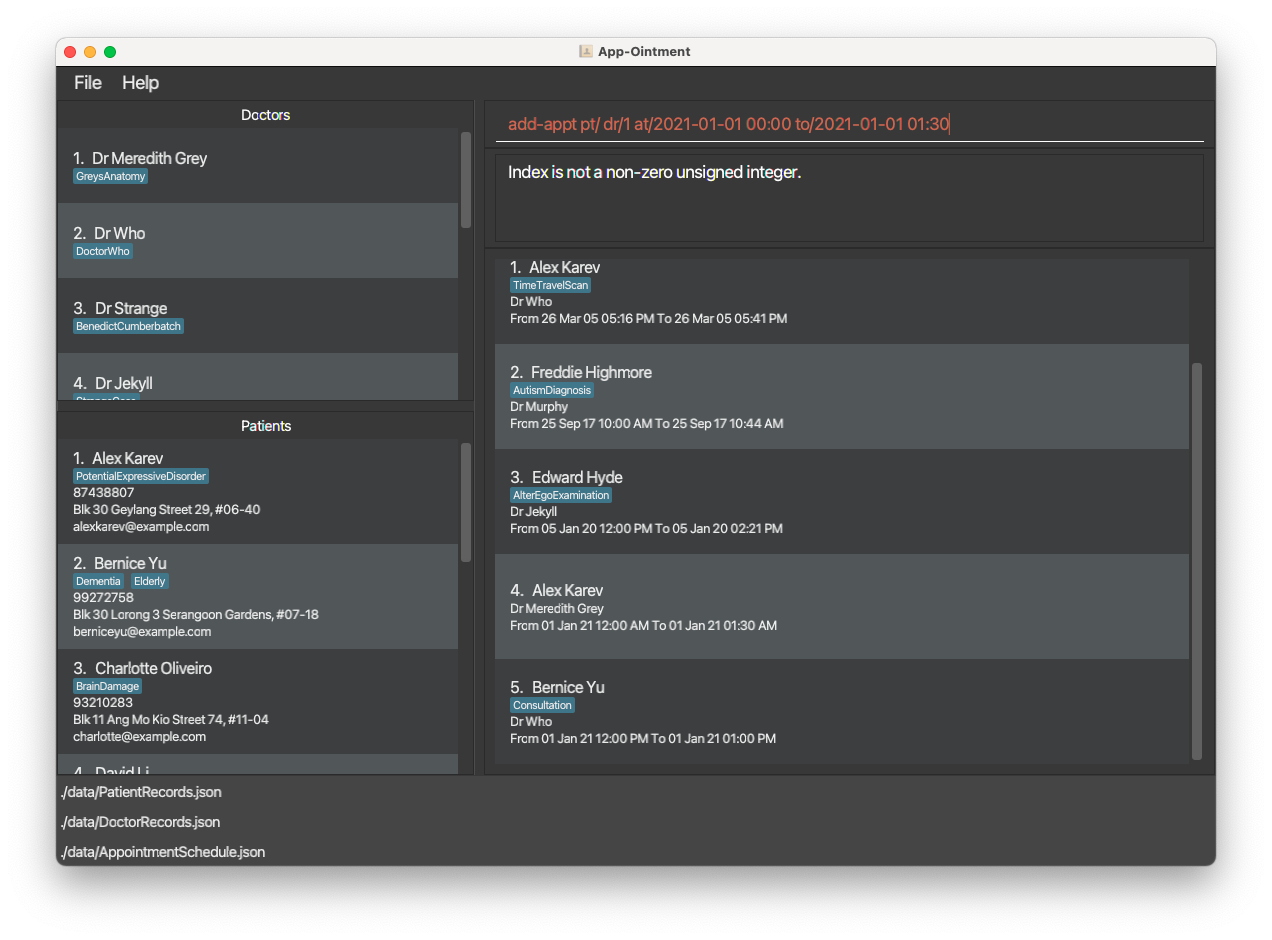 App-Ointment
File Help
Doctors
1. Dr Meredith Grey
GreysAnatomy
2. Dr Who
DoctorWho
3. Dr Strange
BenedictCumberbatch
4. Dr Jekyll
Patients
1. Alex Karev
PotentialExpressiveDisorder
87438807
Blk 30 Geylang Street 29, #06-40
alexkarev@example.com
2. Bernice Yu
Dementia Elderly
99272758
Blk 30 Lorong 3 Serangoon Gardens, #07-18
berniceyu@example.com
3. Charlotte Oliveiro
BrainDamage
93210283
Blk 11 Ang Mo Kio Street 74, #11-04
charlotte@example.com
4. David Li
add-appt pt/ dr/1 at/2021-01-01 00:00 to/2021-01-01 01:30
Index is not a non-zero unsigned integer.
1. Alex Karev
TimeTravelScan
Dr Who
From 26 Mar 05 05:16 PM To 26 Mar 05 05:41 PM
2. Freddie Highmore
AutismDiagnosis
Dr Murphy
From 25 Sep 17 10:00 AM To 25 Sep 17 10:44 AM
3. Edward Hyde
AlterEgoExamination
Dr Jekyll
From 05 Jan 20 12:00 PM To 05 Jan 20 02:21 PM
4. Alex Karev
Dr Meredith Grey
From 01 Jan 21 12:00 AM To 01 Jan 21 01:30 AM
5. Bernice Yu
Consultation
Dr Who
From 01 Jan 21 12:00 PM To 01 Jan 21 01:00 PM
./data/PatientRecords.json
./data/DoctorRecords.json
./data/AppointmentSchedule.json